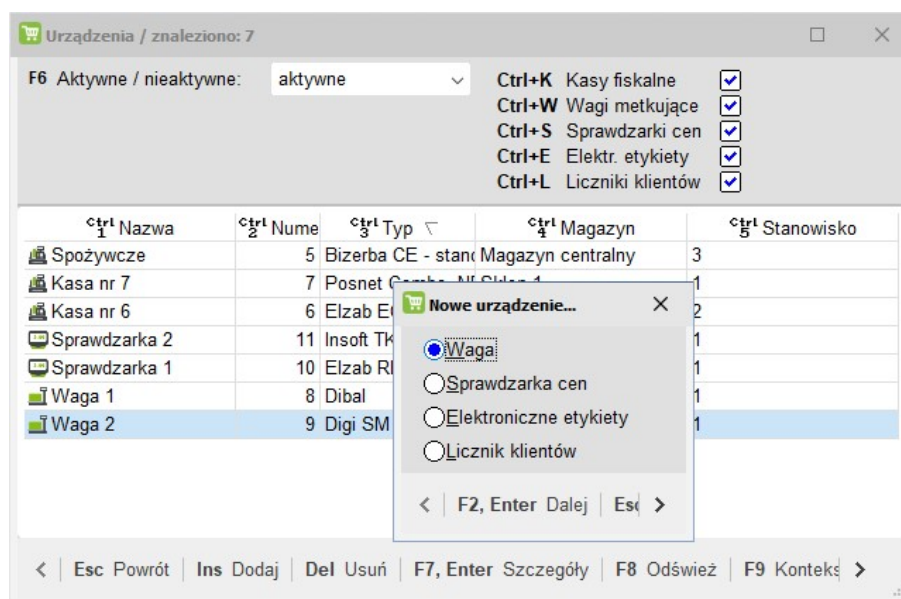 Urządzenia / znaleziono: 7
F6 Aktywne / nieaktywne: aktywne
Ctrl+K Kasy fiskalne
Ctrl+W Wagi metkujące
Ctrl+S Sprawdzarki cen
Ctrl+E Elektr. etykiety
Ctrl+L Liczniki klientów
Ctrl 1 Nazwa Ctrl 2 Nume Ctrl 3 Typ Ctrl 4 Magazyn Ctrl 5 Stanowisko
Spożywcze 5 Bizerba CE - stand Magazyn centralny 3
Kasa nr 7 7 Posnet 1
Kasa nr 6 6 Elzab 2
Sprawdzarka 2 11 Insoft 1
Sprawdzarka 1 10 Elzab 1
Waga 1 8 Dibal 1
Waga 2 9 Digi SM 1
Nowe urządzenie...
Waga
Sprawdzarka cen
Elektroniczne etykiety
Licznik klientów
< F2, Enter Dalej Esc >
< Esc Powrót Ins Dodaj Del Usuń F7, Enter Szczegóły F8 Odśwież F9 Konteks >